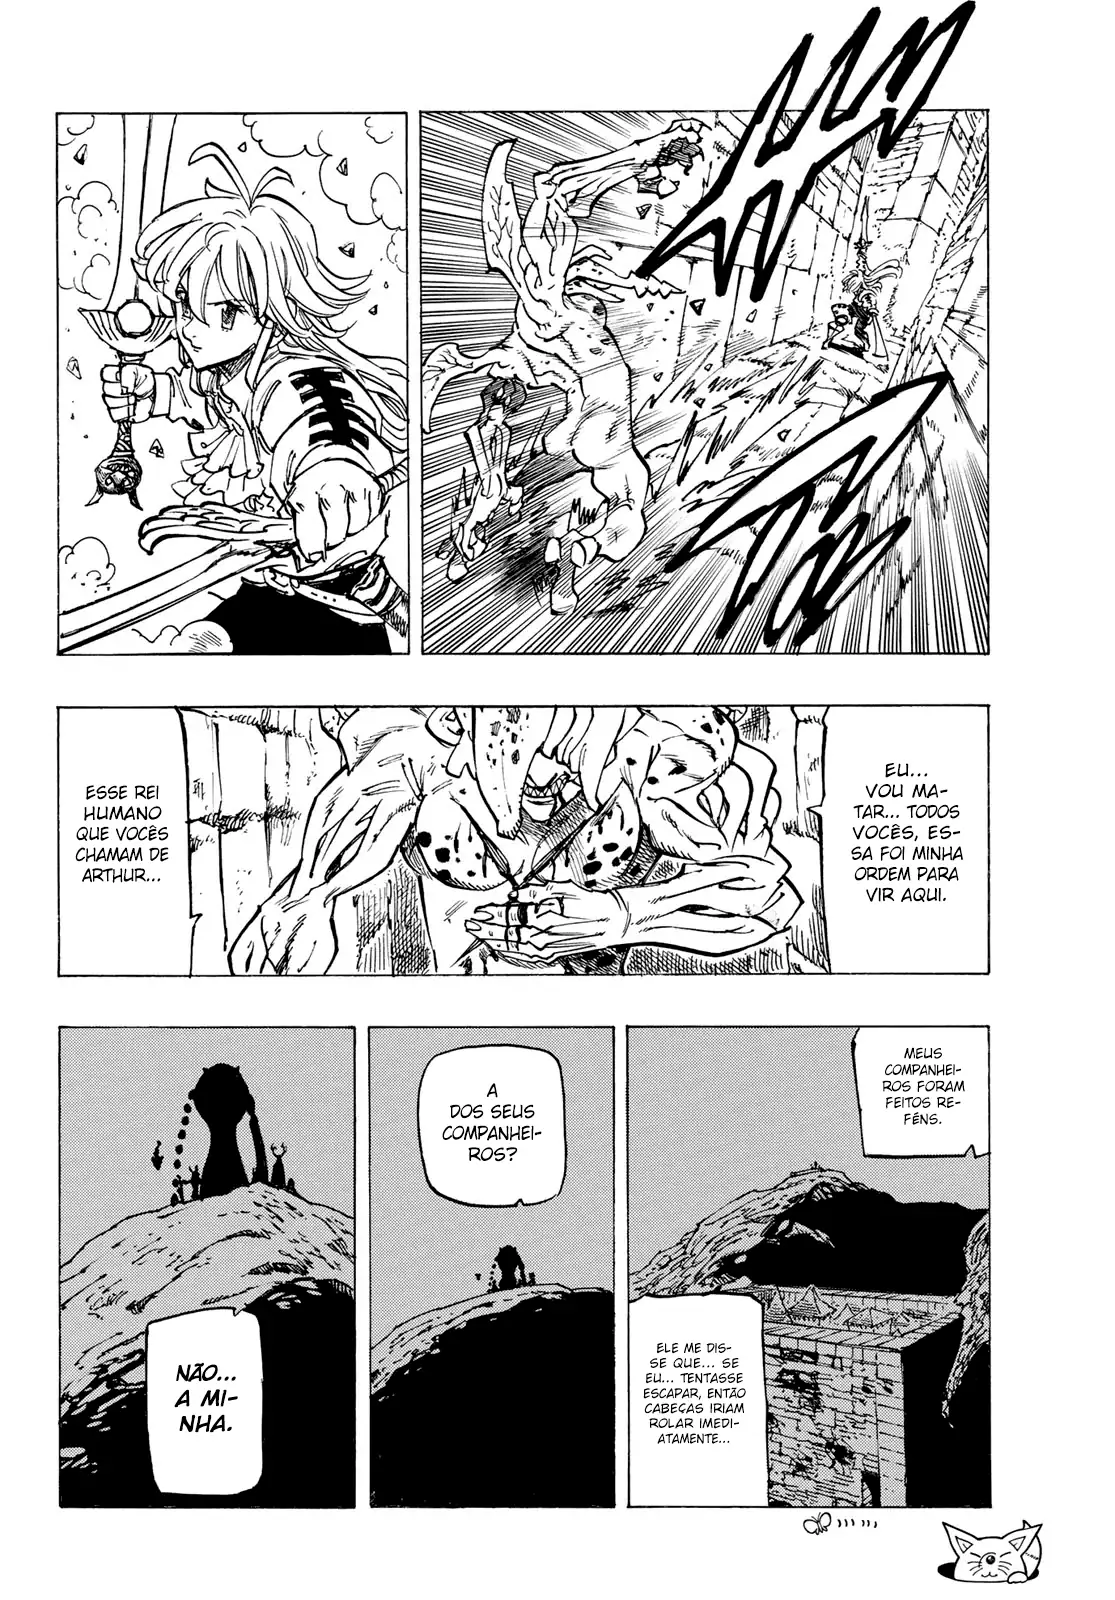 EU...
VOU MA-
TAR... TODOS
VOCÊS, ES-
SA FOI MINHA
ORDEM PARA
VIR AQUI.
ESSE REI
HUMANO
QUE VOCÊS
CHAMAM DE
ARTHUR...
MEUS
COMPANHEI-
ROS FORAM
FEITOS RE-
FÉNS.
ELE ME DIS-
SE QUE... SE
EU... TENTASSE
ESCAPAR, ENTÃO
CABEÇAS IRIAM
ROLAR IMEDI-
ATAMENTE...
A
DOS SEUS
COMPANHEI-
ROS?
NÃO...
A MI-
NHA.